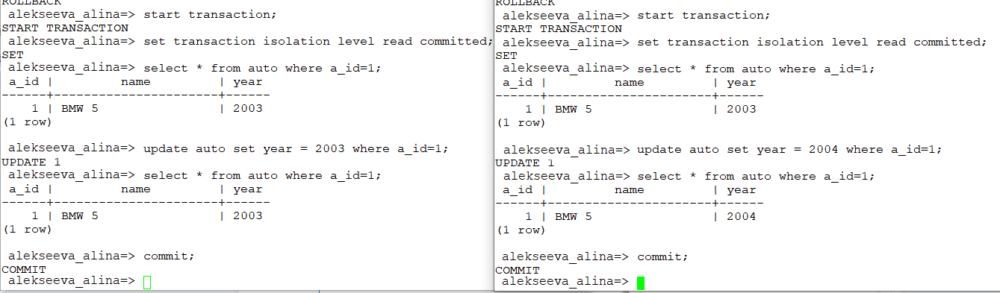 ROLLBACK
alekseeva_alina=> start transaction;
START TRANSACTION
alekseeva_alina=> set transaction isolation level read committed;
SET
alekseeva_alina=> select * from auto where a_id=1;
 a_id |          name          | year
------+------------------------+------
    1 | BMW 5                  | 2003
(1 row)
alekseeva_alina=> update auto set year = 2003 where a_id=1;
UPDATE 1
alekseeva_alina=> select * from auto where a_id=1;
 a_id |          name          | year
------+------------------------+------
    1 | BMW 5                  | 2003
(1 row)
alekseeva_alina=> commit;
COMMIT
alekseeva_alina=>
ROLLBACK
alekseeva_alina=> start transaction;
START TRANSACTION
alekseeva_alina=> set transaction isolation level read committed;
SET
alekseeva_alina=> select * from auto where a_id=1;
 a_id |          name          | year
------+------------------------+------
    1 | BMW 5                  | 2003
(1 row)
alekseeva_alina=> update auto set year = 2004 where a_id=1;
UPDATE 1
alekseeva_alina=> select * from auto where a_id=1;
 a_id |          name          | year
------+------------------------+------
    1 | BMW 5                  | 2004
(1 row)
alekseeva_alina=> commit;
COMMIT
alekseeva_alina=>